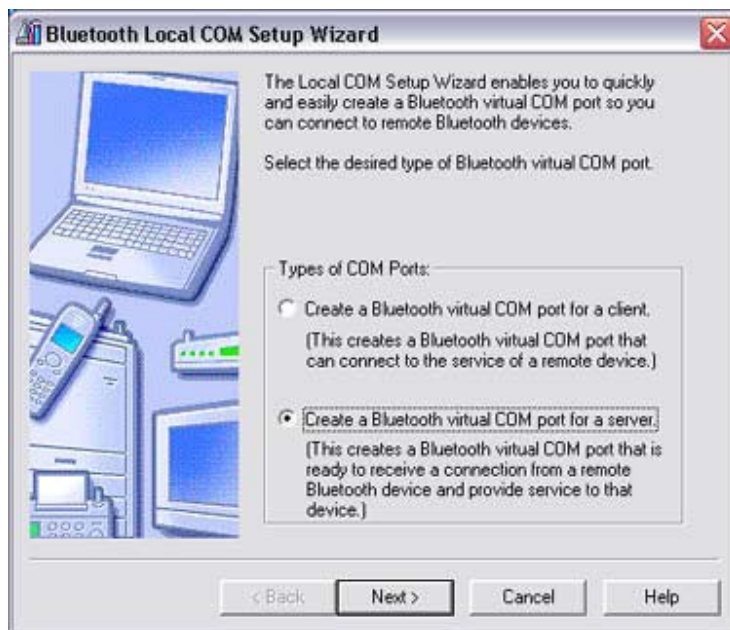 Bluetooth Local COM Setup Wizard
The Local COM Setup Wizard enables you to quickly
and easily create a Bluetooth virtual COM port so you
can connect to remote Bluetooth devices.
Select the desired type of Bluetooth virtual COM port.
Types of COM Ports:
Create a Bluetooth virtual COM port for a client.
(This creates a Bluetooth virtual COM port that
can connect to the service of a remote device.)
Create a Bluetooth virtual COM port for a server.
(This creates a Bluetooth virtual COM port that is
ready to receive a connection from a remote
Bluetooth device and provide service to that
device.)
< Back
Next >
Cancel
Help